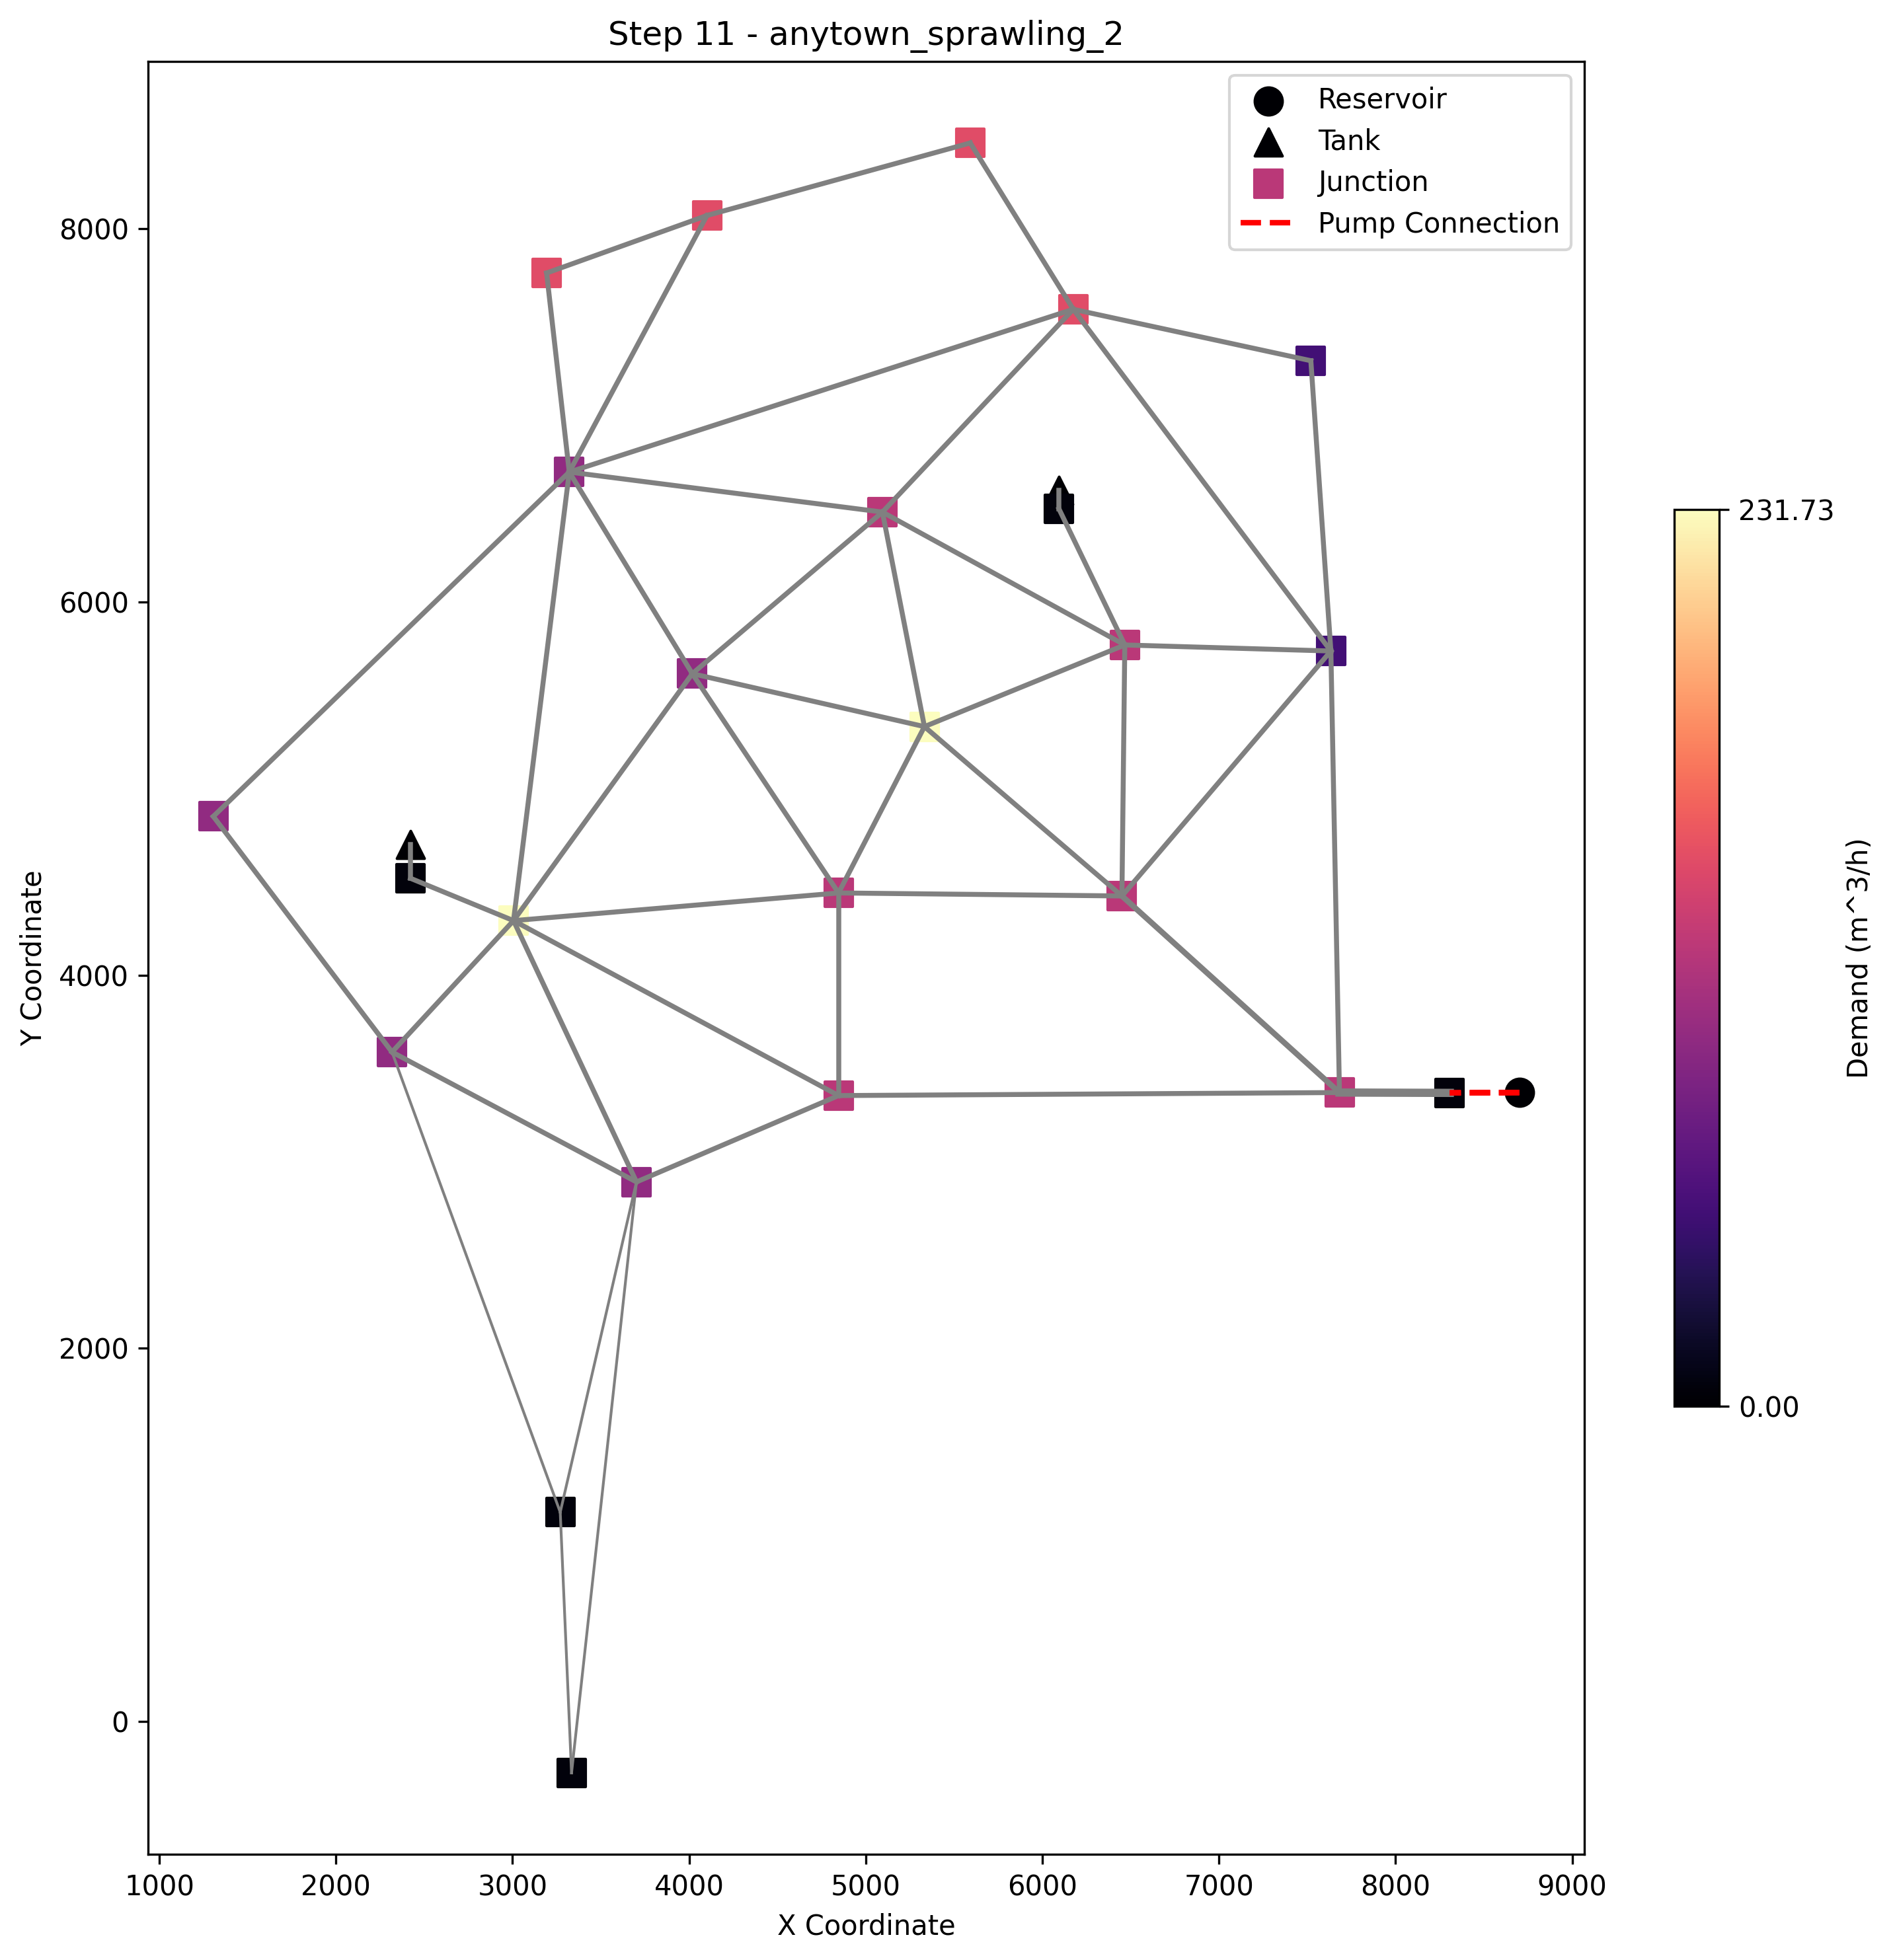 Step 11 - anytown_sprawling_2
Reservoir
Tank
Junction
Pump Connection
8000
6000
4000
2000
0
Y Coordinate
1000
2000
3000
4000
5000
6000
7000
8000
9000
X Coordinate
231.73
0.00
Demand (m^3/h)